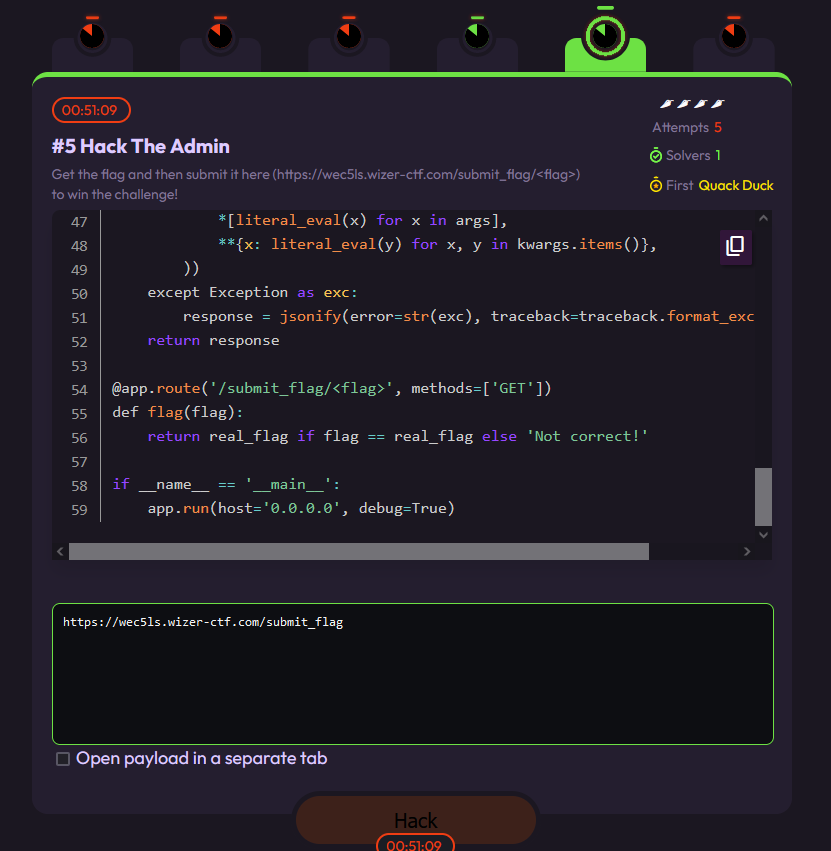 00:51:09
#5 Hack The Admin
Get the flag and then submit it here (https://wec5ls.wizer-ctf.com/submit_flag/<flag>)
to win the challenge!
Attempts 5
Solvers 1
First Quack Duck
47 *[literal_eval(x) for x in args],
48 **{x: literal_eval(y) for x, y in kwargs.items()},
49 ))
50 except Exception as exc:
51 response = jsonify(error=str(exc), traceback=traceback.format_exc
52 return response
53
54 @app.route('/submit_flag/<flag>', methods=['GET'])
55 def flag(flag):
56 return real_flag if flag == real_flag else 'Not correct!'
57
58 if __name__ == '__main__':
59 app.run(host='0.0.0.0', debug=True)
https://wec5ls.wizer-ctf.com/submit_flag
Open payload in a separate tab
Hack
00:51:09